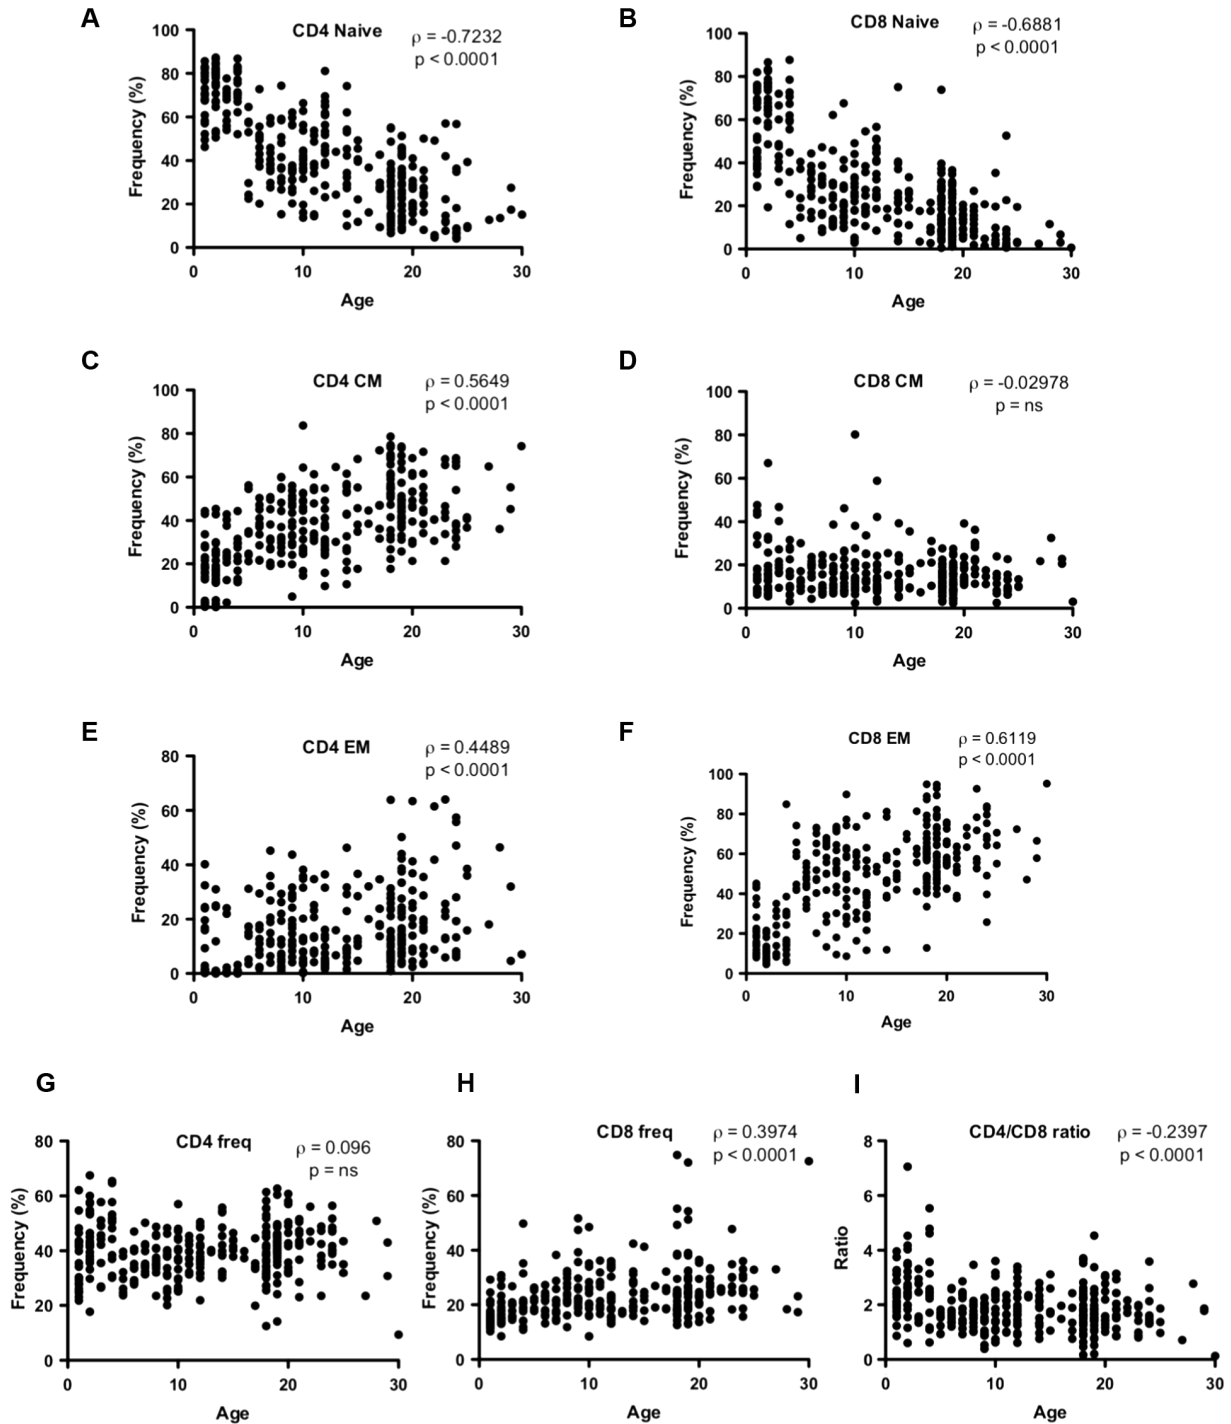 A
CD4 Naive
ρ = -0.7232
p < 0.0001
Frequency (%)
100
80
60
40
20
0
0 10 20 30
Age
B
CD8 Naive
ρ = -0.6881
p < 0.0001
Frequency (%)
100
80
60
40
20
0
0 10 20 30
Age
C
CD4 CM
ρ = 0.5649
p < 0.0001
Frequency (%)
100
80
60
40
20
0
0 10 20 30
Age
D
CD8 CM
ρ = -0.02978
p = ns
Frequency (%)
100
80
60
40
20
0
0 10 20 30
Age
E
CD4 EM
ρ = 0.4489
p < 0.0001
Frequency (%)
80
60
40
20
0
0 10 20 30
Age
F
CD8 EM
ρ = 0.6119
p < 0.0001
Frequency (%)
100
80
60
40
20
0
0 10 20 30
Age
G
CD4 freq
ρ = 0.096
p = ns
Frequency (%)
80
60
40
20
0
0 10 20 30
Age
H
CD8 freq
ρ = 0.3974
p < 0.0001
Frequency (%)
80
60
40
20
0
0 10 20 30
Age
I
CD4/CD8 ratio
ρ = -0.2397
p < 0.0001
Ratio
8
6
4
2
0
0 10 20 30
Age